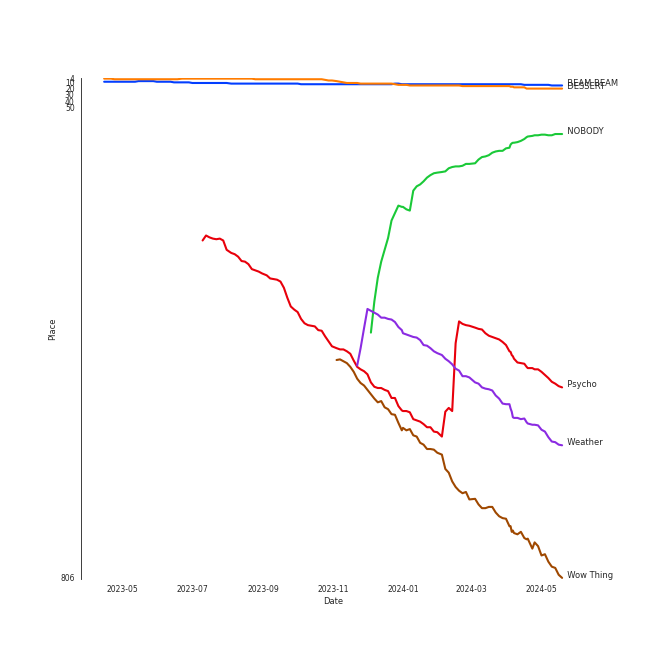 4
10
20
30
40
50
806
Place
2023-05
2023-07
2023-09
2023-11
2024-01
2024-03
2024-05
Date
BEAM BEAM
DESSERT
NOBODY
Psycho
Weather
Wow Thing